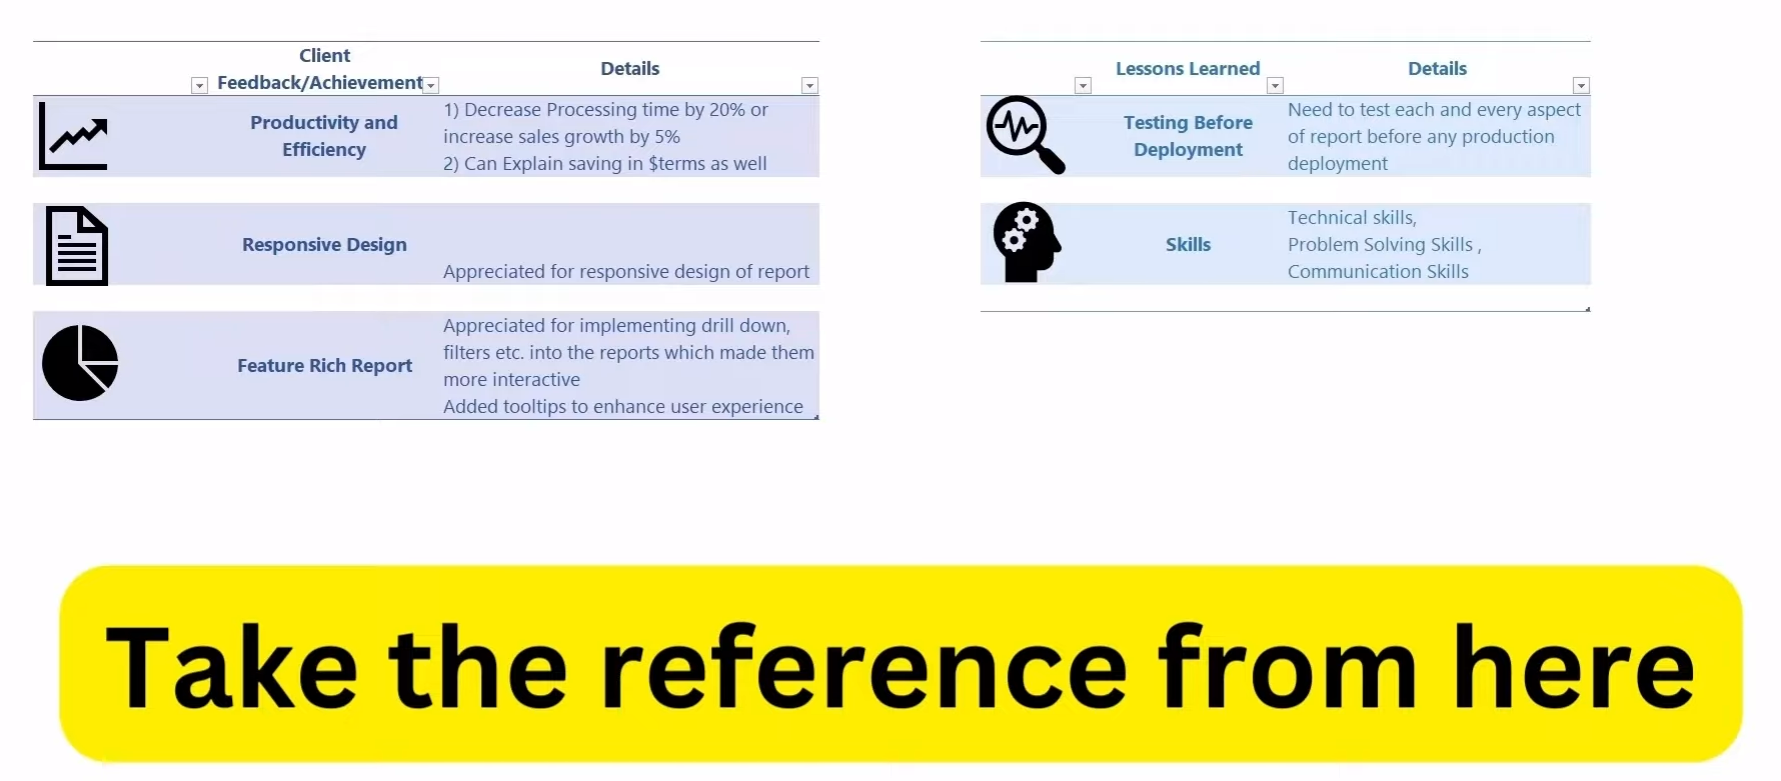 Client
Feedback/Achievement
Details
Productivity and
Efficiency
1) Decrease Processing time by 20% or
increase sales growth by 5%
2) Can Explain saving in $terms as well
Responsive Design
Appreciated for responsive design of report
Feature Rich Report
Appreciated for implementing drill down,
filters etc. into the reports which made them
more interactive
Added tooltips to enhance user experience
Lessons Learned
Details
Testing Before
Deployment
Need to test each and every aspect
of report before any production
deployment
Skills
Technical skills,
Problem Solving Skills ,
Communication Skills
Take the reference from here